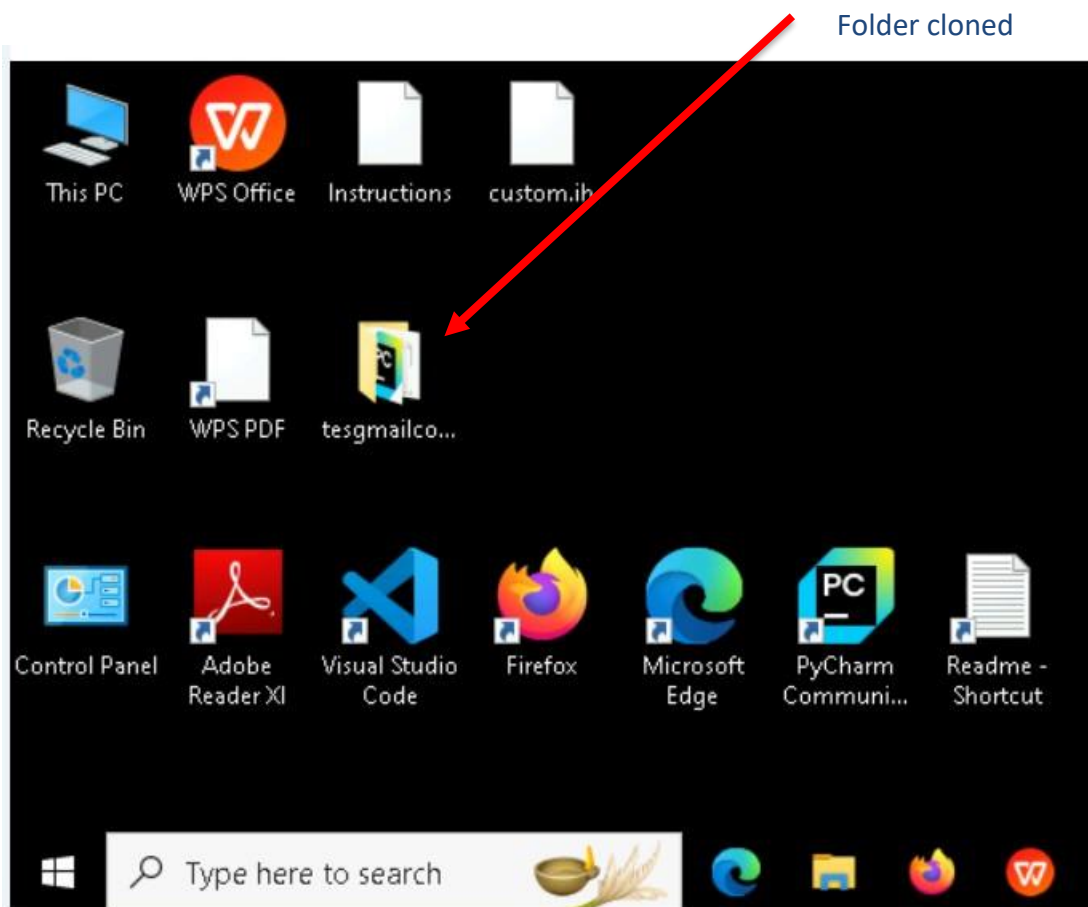 Folder cloned
This PC
WPS Office
Instructions
custom.ih
Recycle Bin
WPS PDF
tesgmailco...
Control Panel
Adobe
Reader XI
Visual Studio
Code
Firefox
Microsoft
Edge
PC
PyCharm
Communi...
Readme -
Shortcut
Type here to search